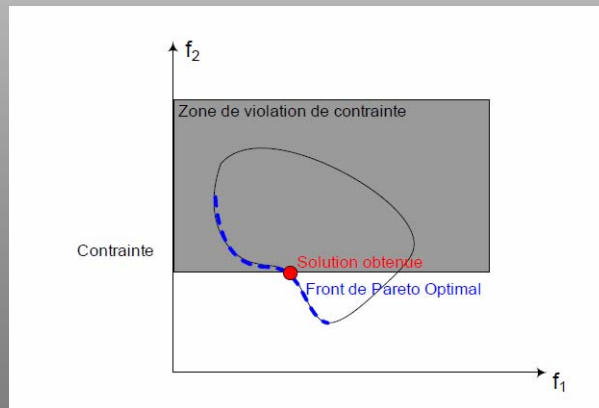 f₂
Zone de violation de contrainte
Contrainte
Solution obtenue
Front de Pareto Optimal
f₁